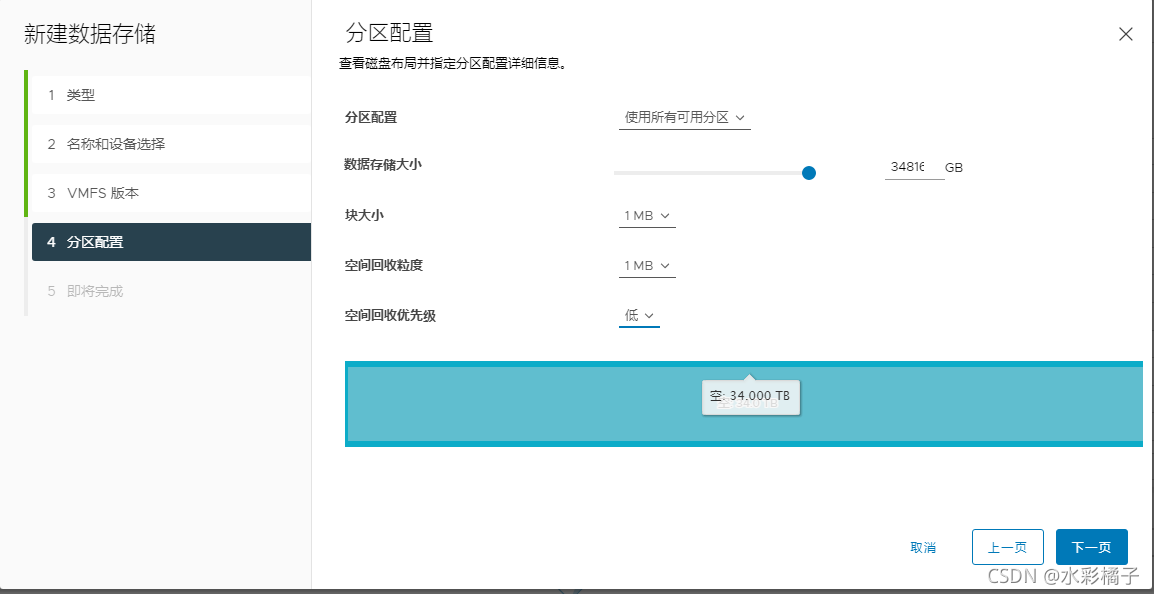 新建数据存储
1 类型
2 名称和设备选择
3 VMFS 版本
4 分区配置
5 即将完成
分区配置
查看磁盘布局并指定分区配置详细信息。
分区配置 使用所有可用分区
数据存储大小 34816 GB
块大小 1 MB
空间回收粒度 1 MB
空间回收优先级 低
空: 34.000 TB
空: 34.0 TB
取消 上一页 下一页
CSDN @水彩橘子